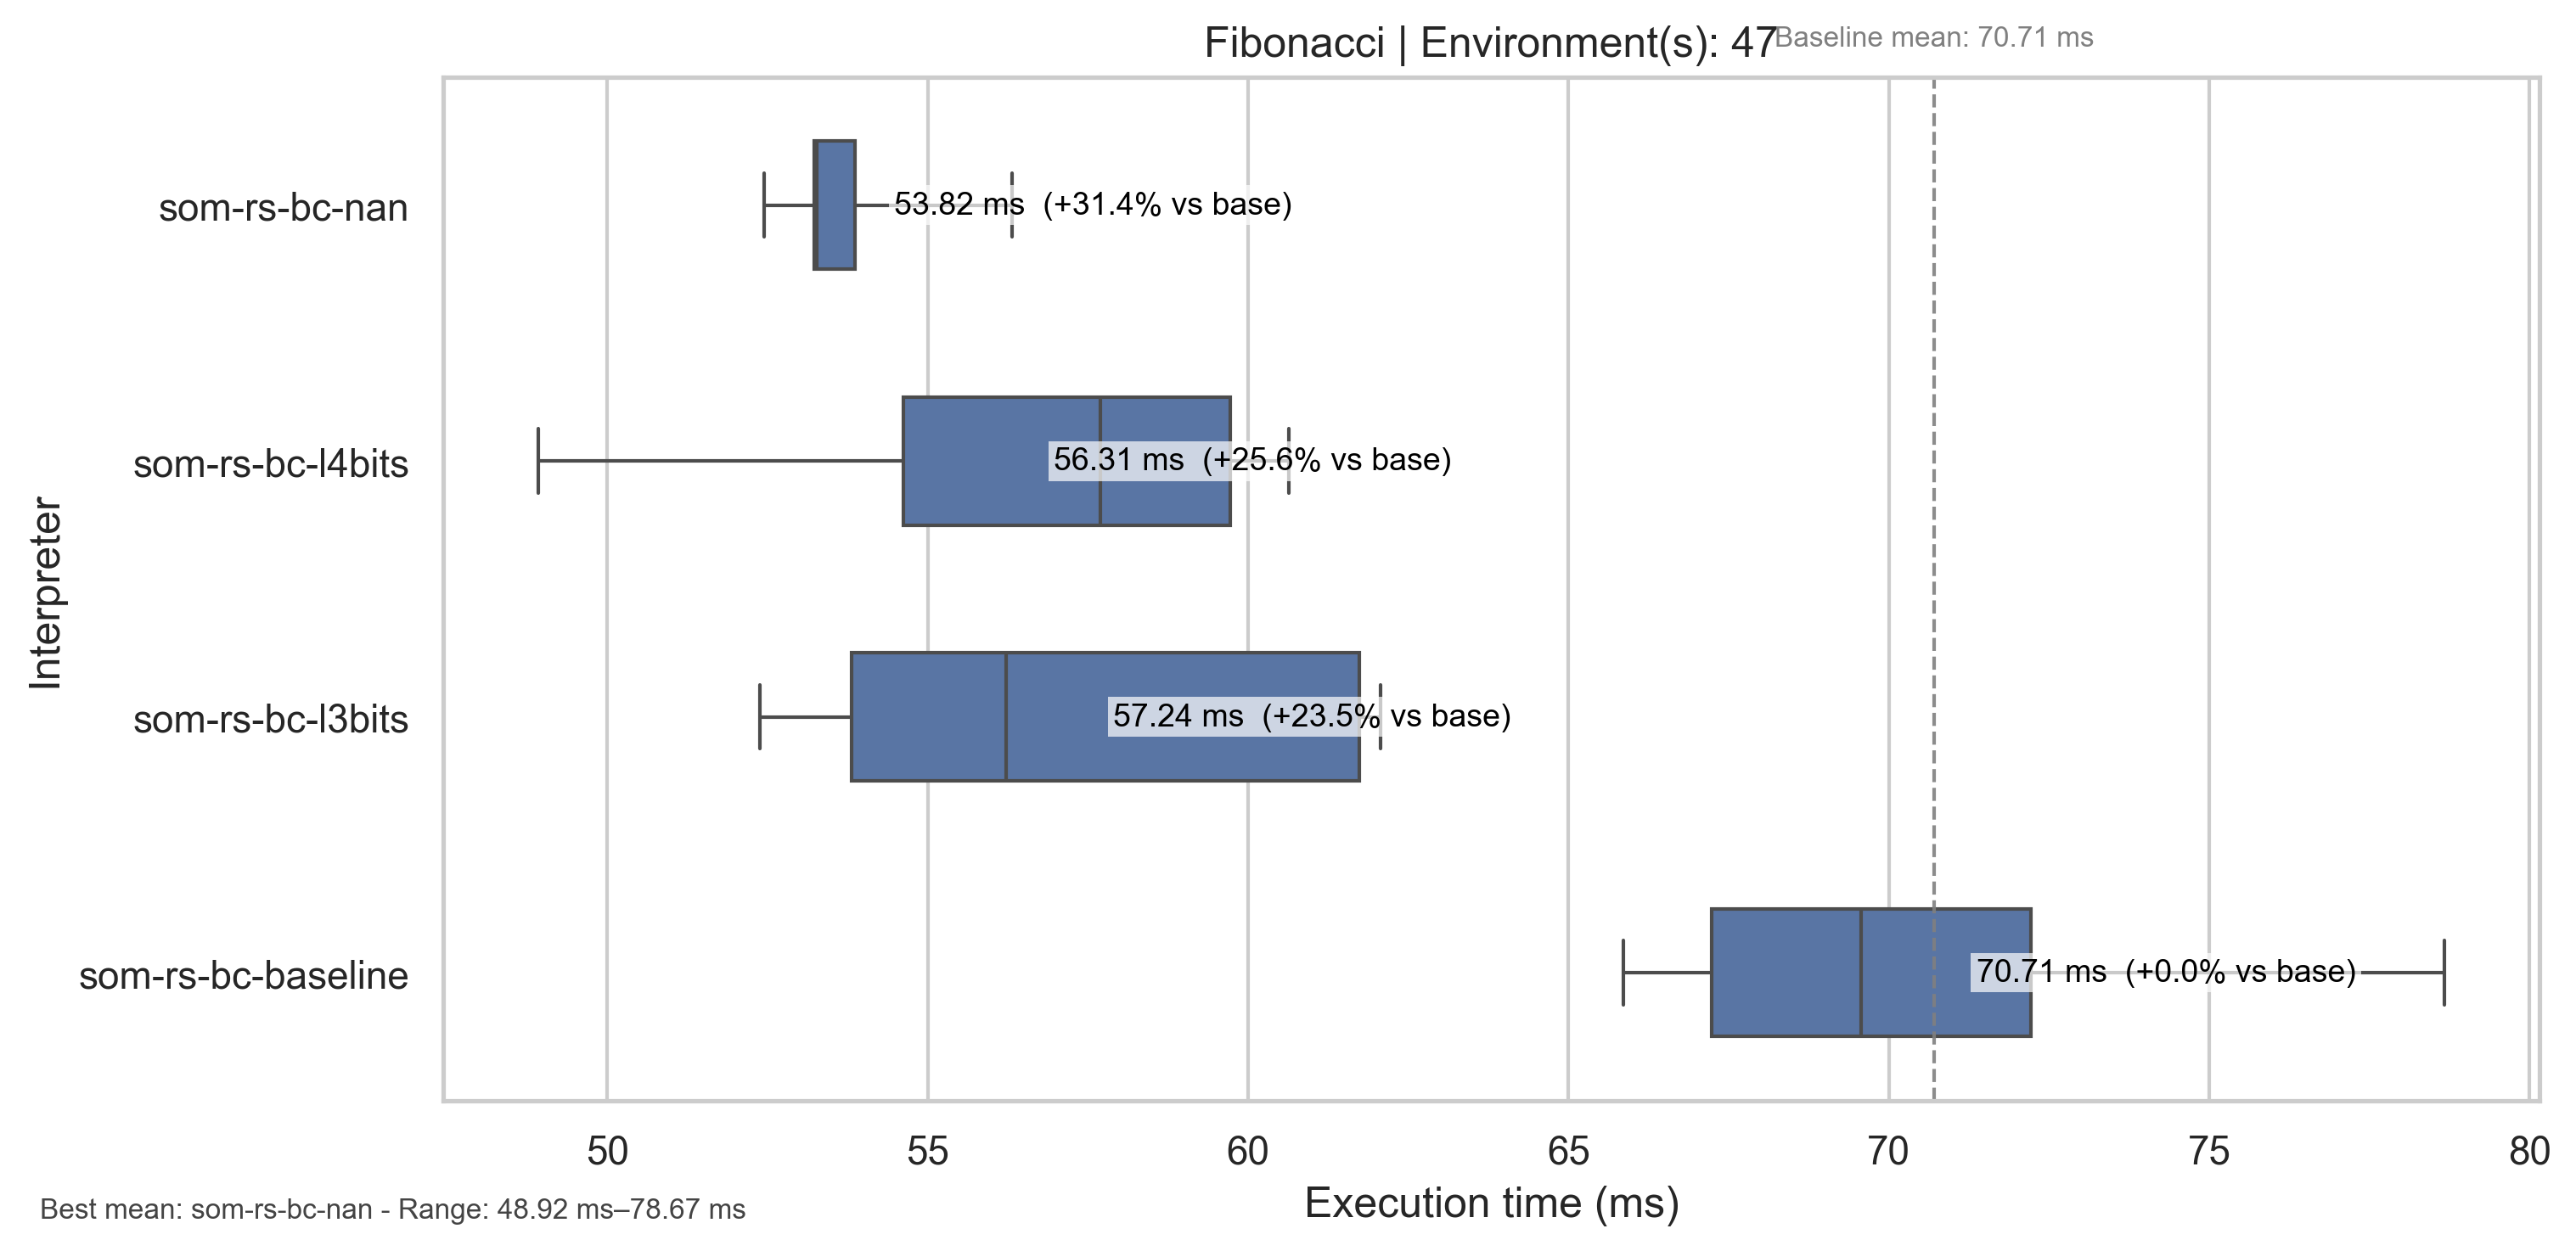 Fibonacci | Environment(s): 47
Baseline mean: 70.71 ms
Interpreter
som-rs-bc-nan
53.82 ms (+31.4% vs base)
som-rs-bc-l4bits
56.31 ms (+25.6% vs base)
som-rs-bc-l3bits
57.24 ms (+23.5% vs base)
som-rs-bc-baseline
70.71 ms (+0.0% vs base)
50 55 60 65 70 75 80
Execution time (ms)
Best mean: som-rs-bc-nan - Range: 48.92 ms–78.67 ms